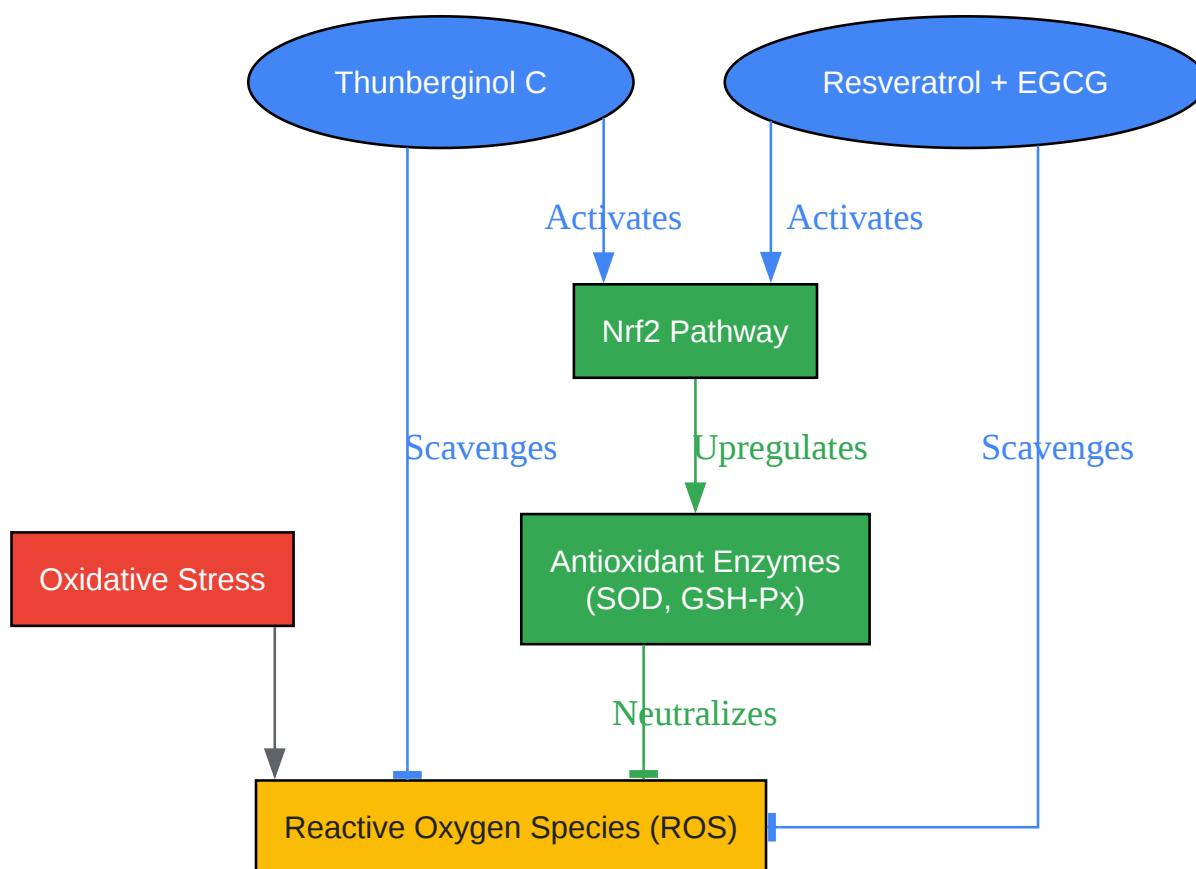 Thunberginol C
Resveratrol + EGCG
Activates
Activates
Nrf2 Pathway
Scavenges
Upregulates
Scavenges
Oxidative Stress
Antioxidant Enzymes
(SOD, GSH-Px)
Neutralizes
Reactive Oxygen Species (ROS)